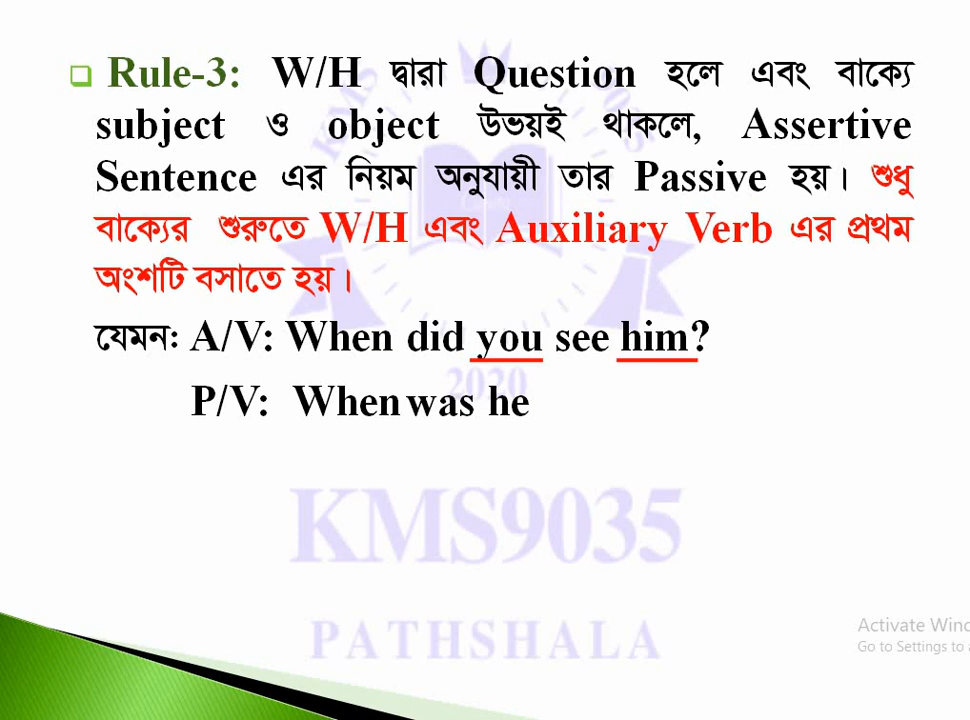 Rule-3: W/H দ্বারা Question হলে এবং বাক্যে
subject ও object উভয়ই থাকলে, Assertive
Sentence এর নিয়ম অনুযায়ী তার Passive হয়। শুধু
বাক্যের শুরুতে W/H এবং Auxiliary Verb এর প্রথম
অংশটি বসাতে হয়।
যেমনঃ A/V: When did you see him?
2020
P/V: When was he
KMS9035
PATHSHALA
Activate Wind
Go to Settings to a